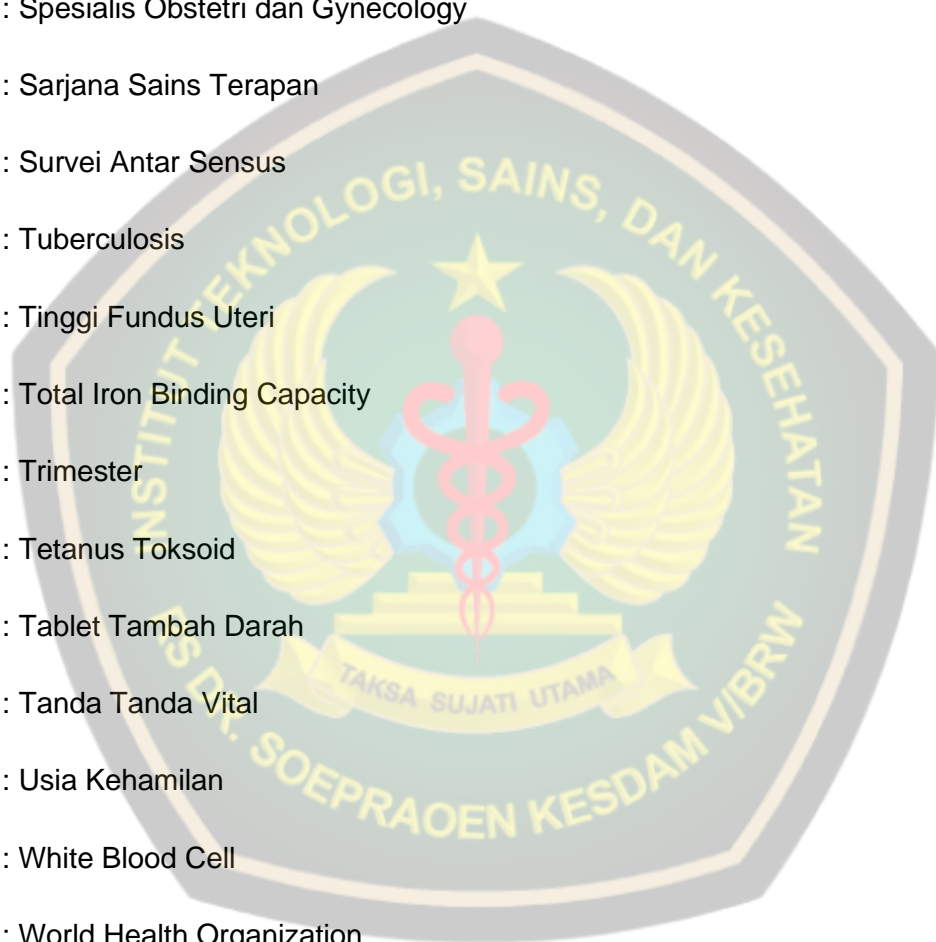 : Spesialis Obstetri dan Gynecology
: Sarjana Sains Terapan
: Survei Antar Sensus
: Tuberculosis
: Tinggi Fundus Uteri
: Total Iron Binding Capacity
: Trimester
: Tetanus Toksoid
: Tablet Tambah Darah
: Tanda Tanda Vital
: Usia Kehamilan
: White Blood Cell
: World Health Organization
INSTITUT TEKNOLOGI, SAINS, DAN KESEHATAN
RS DR. SOEPRAOEN KESDAM V/BRW
TAKSA SUJATI UTAMA